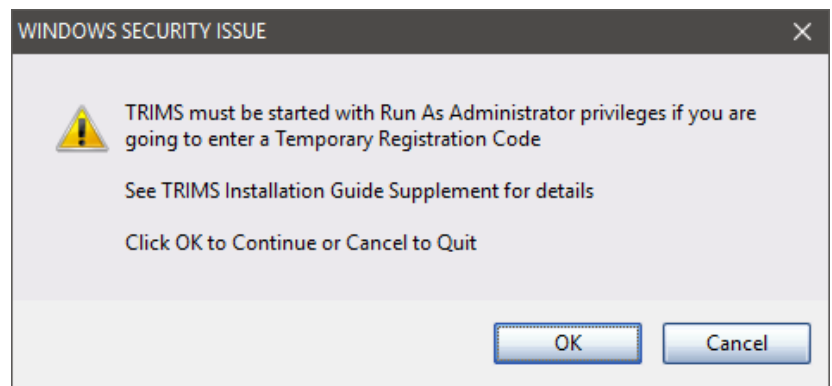 WINDOWS SECURITY ISSUE
TRIMS must be started with Run As Administrator privileges if you are
going to enter a Temporary Registration Code
See TRIMS Installation Guide Supplement for details
Click OK to Continue or Cancel to Quit
OK
Cancel